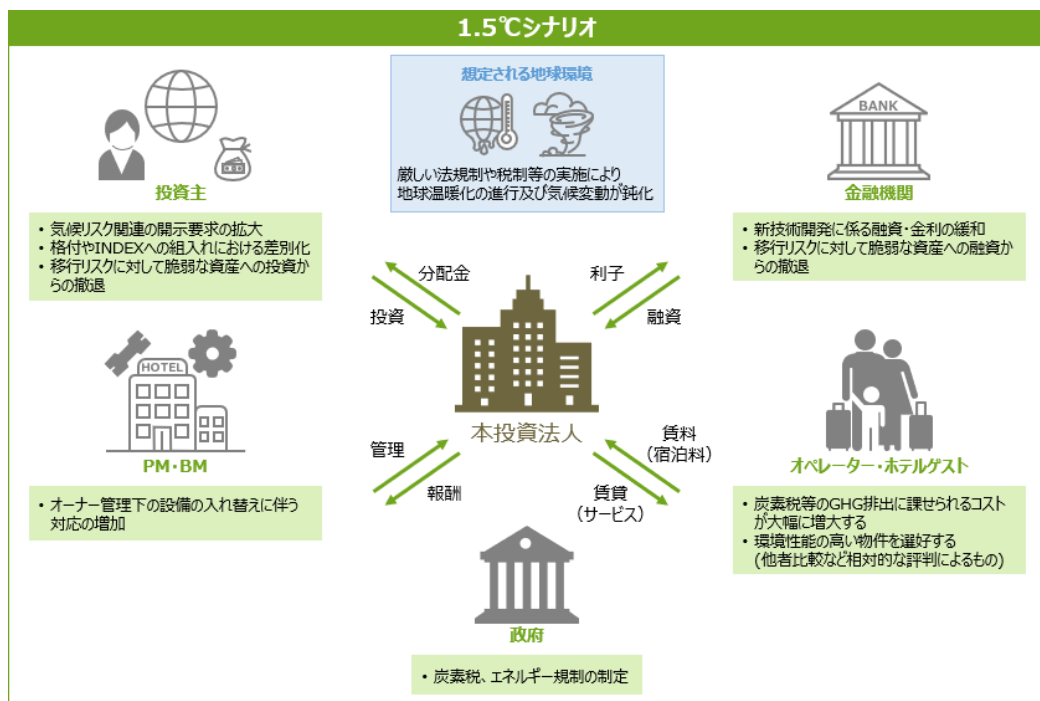 1.5℃シナリオ
想定される地球環境
厳しい法規制や税制等の実施により
地球温暖化の進行及び気候変動が鈍化
投資主
・気候リスク関連の開示要求の拡大
・格付やINDEXへの組入れにおける差別化
・移行リスクに対して脆弱な資産への投資か
らの撤退
BANK
金融機関
・新技術開発に係る融資・金利の緩和
・移行リスクに対して脆弱な資産への融資か
らの撤退
分配金
投資
利子
融資
本投資法人
HOTEL
PM・BM
・オーナー管理下の設備の入れ替えに伴う
対応の増加
管理
報酬
賃料
（宿泊料）
賃貸
（サービス）
オペレーター・ホテルゲスト
・炭素税等のGHG排出に課せられるコスト
が大幅に増大する
・環境性能の高い物件を選好する
(他者比較など相対的な評判によるもの)
政府
・炭素税、エネルギー規制の制定